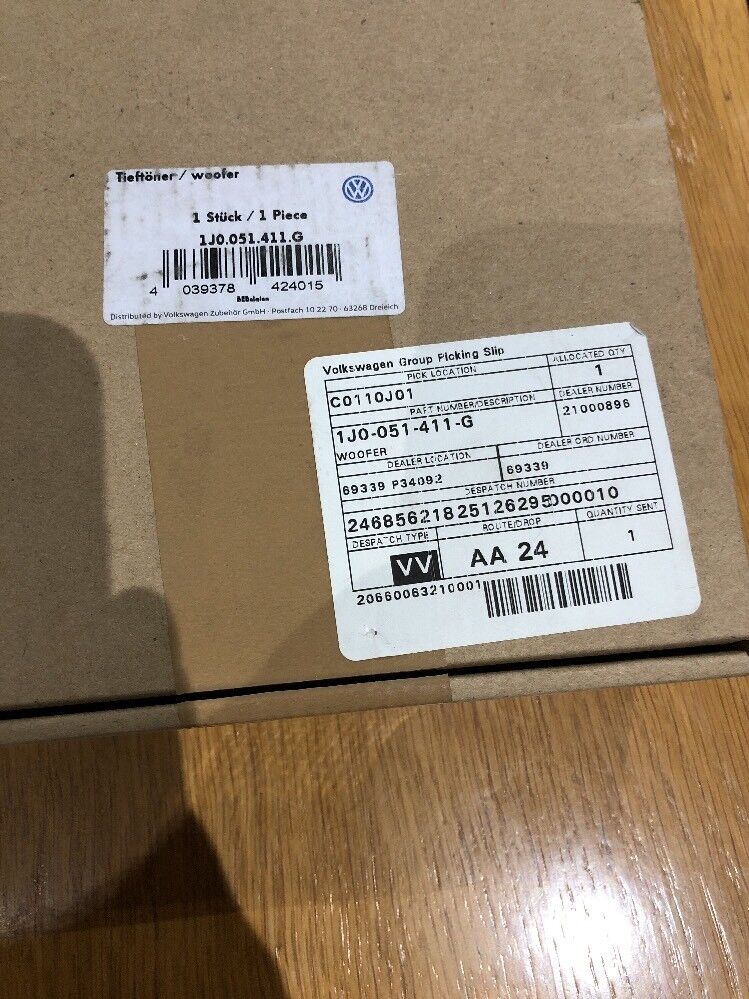 Tieftöner / woofer
1 Stück / 1 Piece
1J0.051.411.G
4 039378 424015
Distributed by Volkswagen Zubehör GmbH · Postfach 10 22 70 · 63268 Dreieich
Volkswagen Group Picking Slip
PICK LOCATION
ALLOCATED QTY
C0110J01
1
PART NUMBER/DESCRIPTION
DEALER NUMBER
1J0-051-411-G
21000896
WOOFER
DEALER LOCATION
DEALER ORD NUMBER
69339 P34092
69339
DESPATCH NUMBER
24685621825126295000010
DESPATCH TYPE
ROUTE/DROP
QUANTITY SENT
VV
AA 24
1
20660063210001